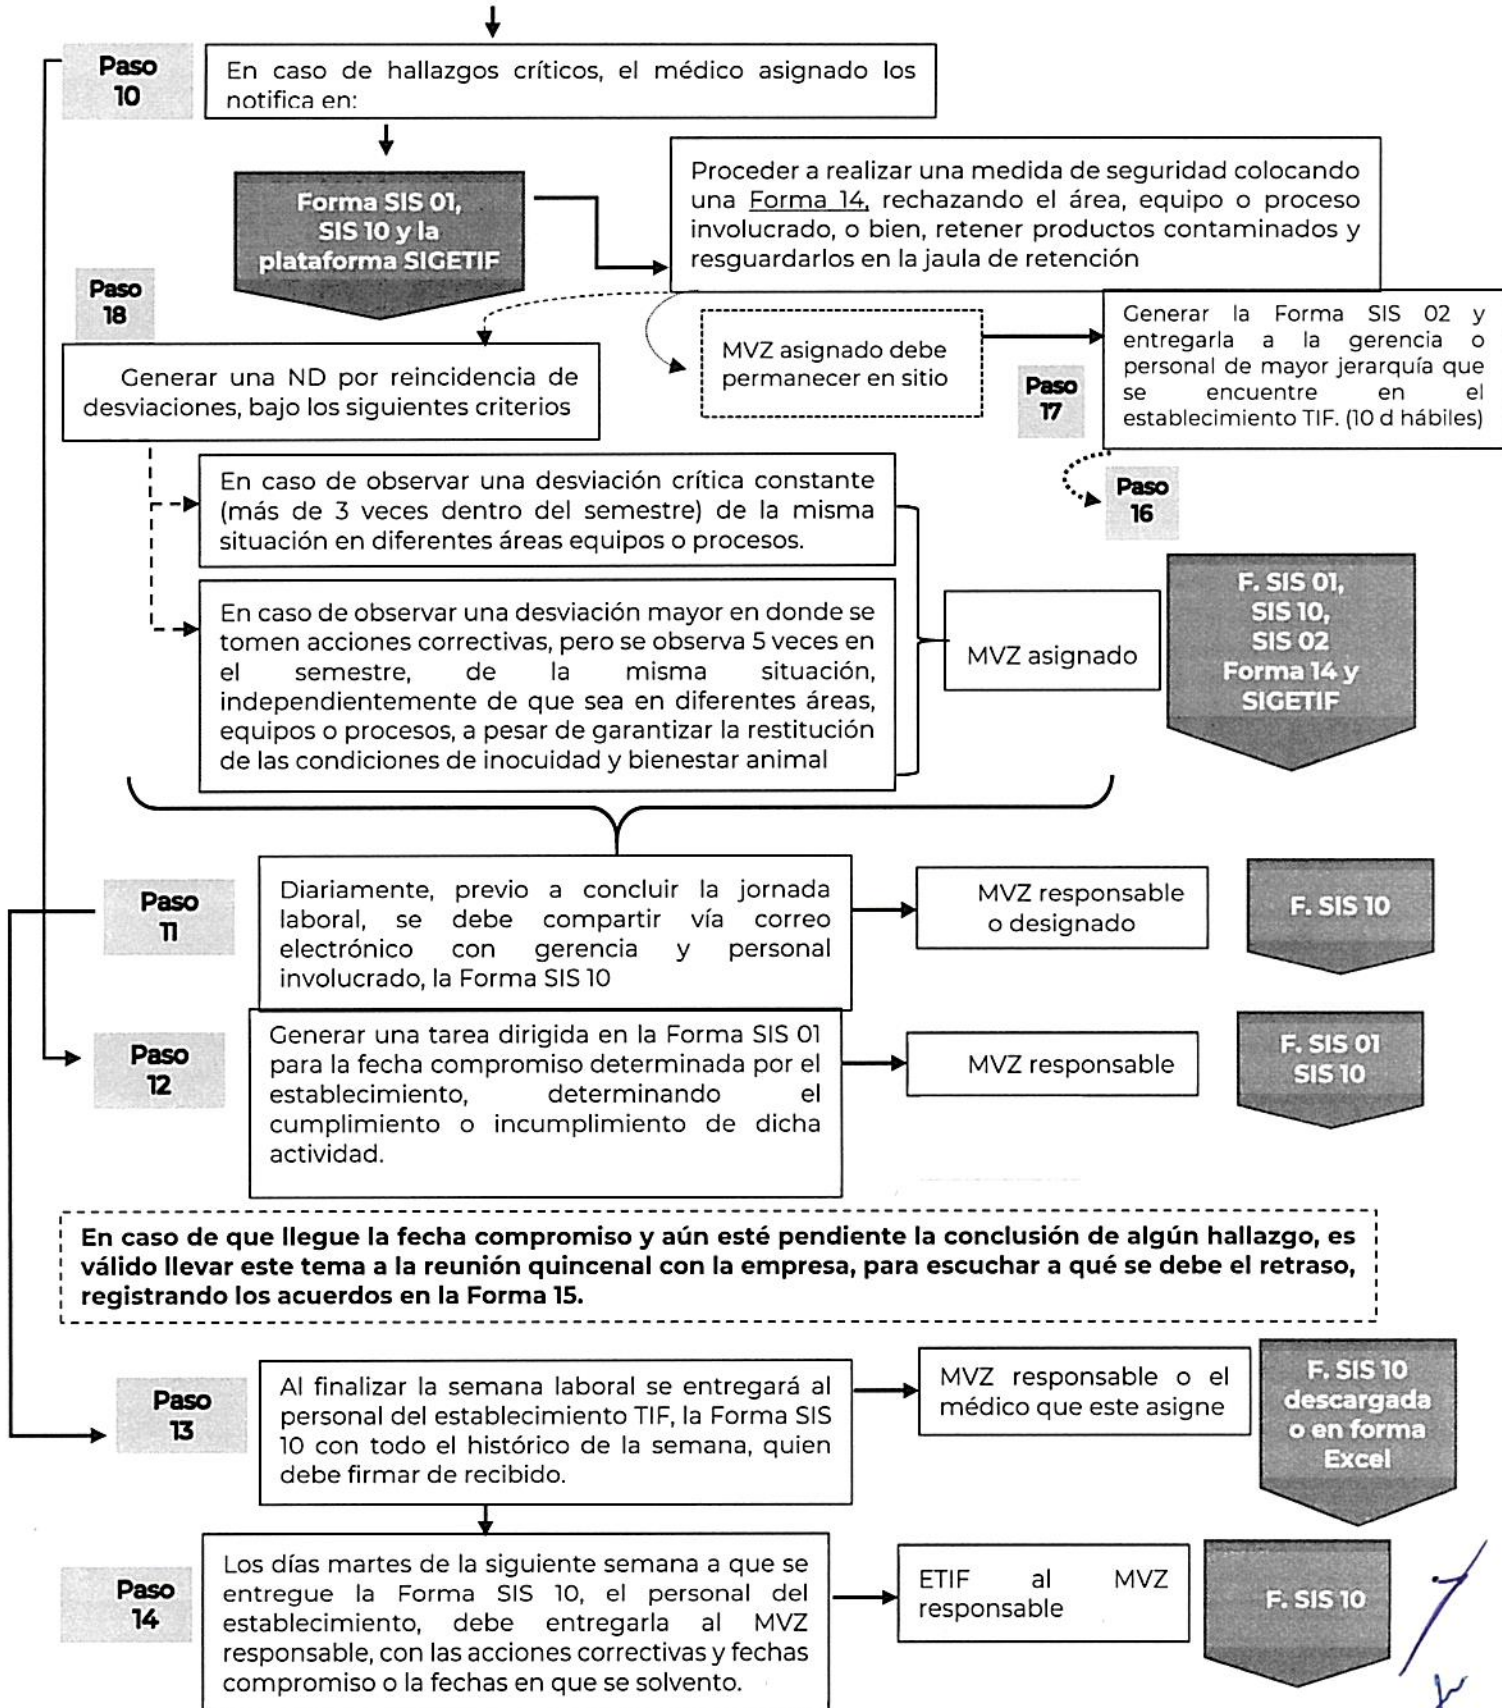 Paso
10
En caso de hallazgos críticos, el médico asignado los
notifica en:
Forma SIS 01,
SIS 10 y la
plataforma SIGETIF
Proceder a realizar una medida de seguridad colocando
una Forma 14, rechazando el área, equipo o proceso
involucrado, o bien, retener productos contaminados y
resguardarlos en la jaula de retención
Paso
18
Generar una ND por reincidencia de
desviaciones, bajo los siguientes criterios
MVZ asignado debe
permanecer en sitio
Paso
17
Generar la Forma SIS 02 y
entregarla a la gerencia o
personal de mayor jerarquía que
se encuentre en el
establecimiento TIF. (10 d hábiles)
Paso
16
En caso de observar una desviación crítica constante
(más de 3 veces dentro del semestre) de la misma
situación en diferentes áreas equipos o procesos.
En caso de observar una desviación mayor en donde se
tomen acciones correctivas, pero se observa 5 veces en
el semestre, de la misma situación,
independientemente de que sea en diferentes áreas,
equipos o procesos, a pesar de garantizar la restitución
de las condiciones de inocuidad y bienestar animal
MVZ asignado
F. SIS 01,
SIS 10,
SIS 02
Forma 14 y
SIGETIF
Paso
11
Diariamente, previo a concluir la jornada
laboral, se debe compartir vía correo
electrónico con gerencia y personal
involucrado, la Forma SIS 10
MVZ responsable
o designado
F. SIS 10
Paso
12
Generar una tarea dirigida en la Forma SIS 01
para la fecha compromiso determinada por el
establecimiento, determinando el
cumplimiento o incumplimiento de dicha
actividad.
MVZ responsable
F. SIS 01
SIS 10
En caso de que llegue la fecha compromiso y aún esté pendiente la conclusión de algún hallazgo, es
válido llevar este tema a la reunión quincenal con la empresa, para escuchar a qué se debe el retraso,
registrando los acuerdos en la Forma 15.
Paso
13
Al finalizar la semana laboral se entregará al
personal del establecimiento TIF, la Forma SIS
10 con todo el histórico de la semana, quien
debe firmar de recibido.
MVZ responsable o el
médico que este asigne
F. SIS 10
descargada
o en forma
Excel
Paso
14
Los días martes de la siguiente semana a que se
entregue la Forma SIS 10, el personal del
establecimiento, debe entregarla al MVZ
responsable, con las acciones correctivas y fechas
compromiso o la fechas en que se solvento.
ETIF al MVZ
responsable
F. SIS 10